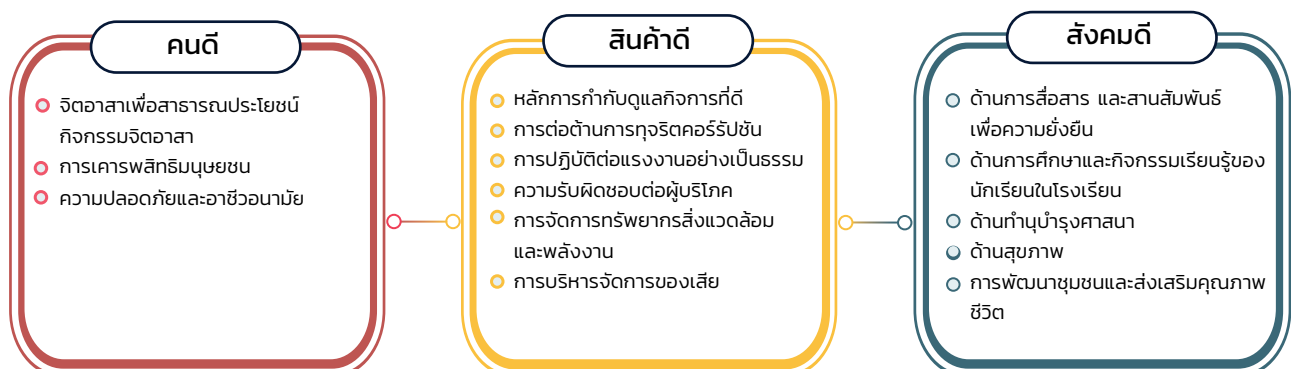 คนดี
จิตอาสาเพื่อสาธารณประโยชน์
กิจกรรมจิตอาสา
การเคารพสิทธิมนุษยชน
ความปลอดภัยและอาชีวอนามัย
สินค้าดี
หลักการกำกับดูแลกิจการที่ดี
การต่อต้านการทุจริตคอร์รัปชัน
การปฏิบัติต่อแรงงานอย่างเป็นธรรม
ความรับผิดชอบต่อผู้บริโภค
การจัดการทรัพยากรสิ่งแวดล้อม
และพลังงาน
การบริหารจัดการของเสีย
สังคมดี
ด้านการสื่อสาร และสานสัมพันธ์
เพื่อความยั่งยืน
ด้านการศึกษาและกิจกรรมเรียนรู้ของ
นักเรียนในโรงเรียน
ด้านทำนุบำรุงศาสนา
ด้านสุขภาพ
การพัฒนาชุมชนและส่งเสริมคุณภาพ
ชีวิต